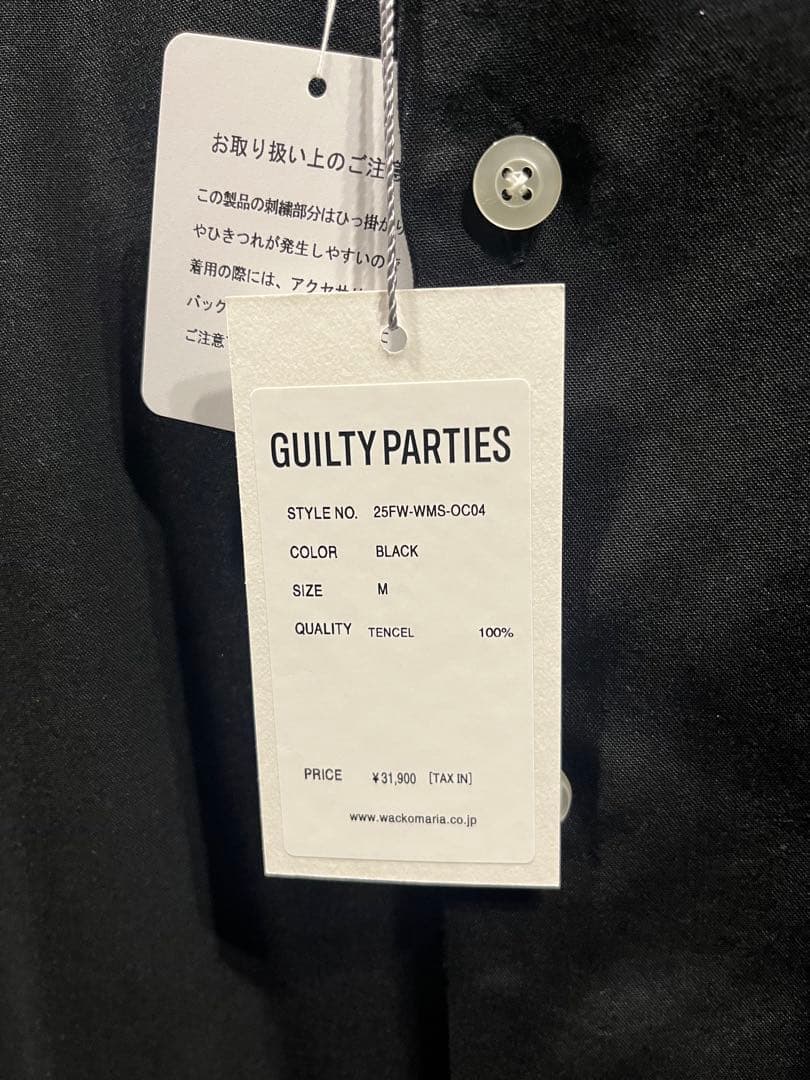 お取り扱い上のご注意
この製品の刺繍部分はひっ掛かり
やひきつれが発生しやすいの
着用の際には、アクセサリ
バック
ご注意
GUILTY PARTIES
STYLE NO. 25FW-WMS-OC04
COLOR BLACK
SIZE M
QUALITY TENCEL 100%
PRICE ¥31,900 [TAX IN]
www.wackomaria.co.jp